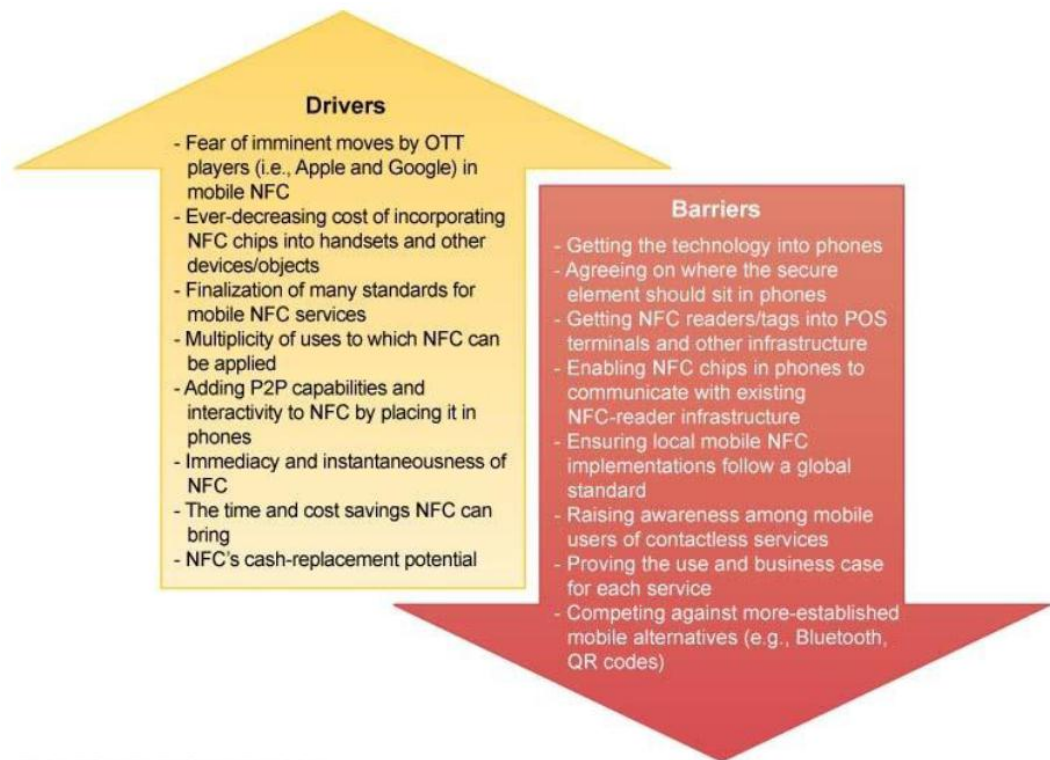 Drivers
- Fear of imminent moves by OTT
players (i.e., Apple and Google) in
mobile NFC
- Ever-decreasing cost of incorporating
NFC chips into handsets and other
devices/objects
- Finalization of many standards for
mobile NFC services
- Multiplicity of uses to which NFC can
be applied
- Adding P2P capabilities and
interactivity to NFC by placing it in
phones
- Immediacy and instantaneousness of
NFC
- The time and cost savings NFC can
bring
- NFC's cash-replacement potential
Barriers
- Getting the technology into phones
- Agreeing on where the secure
element should sit in phones
- Getting NFC readers/tags into POS
terminals and other infrastructure
- Enabling NFC chips in phones to
communicate with existing
NFC-reader infrastructure
- Ensuring local mobile NFC
implementations follow a global
standard
- Raising awareness among mobile
users of contactless services
- Proving the use and business case
for each service
- Competing against more-established
mobile alternatives (e.g., Bluetooth,
QR codes)